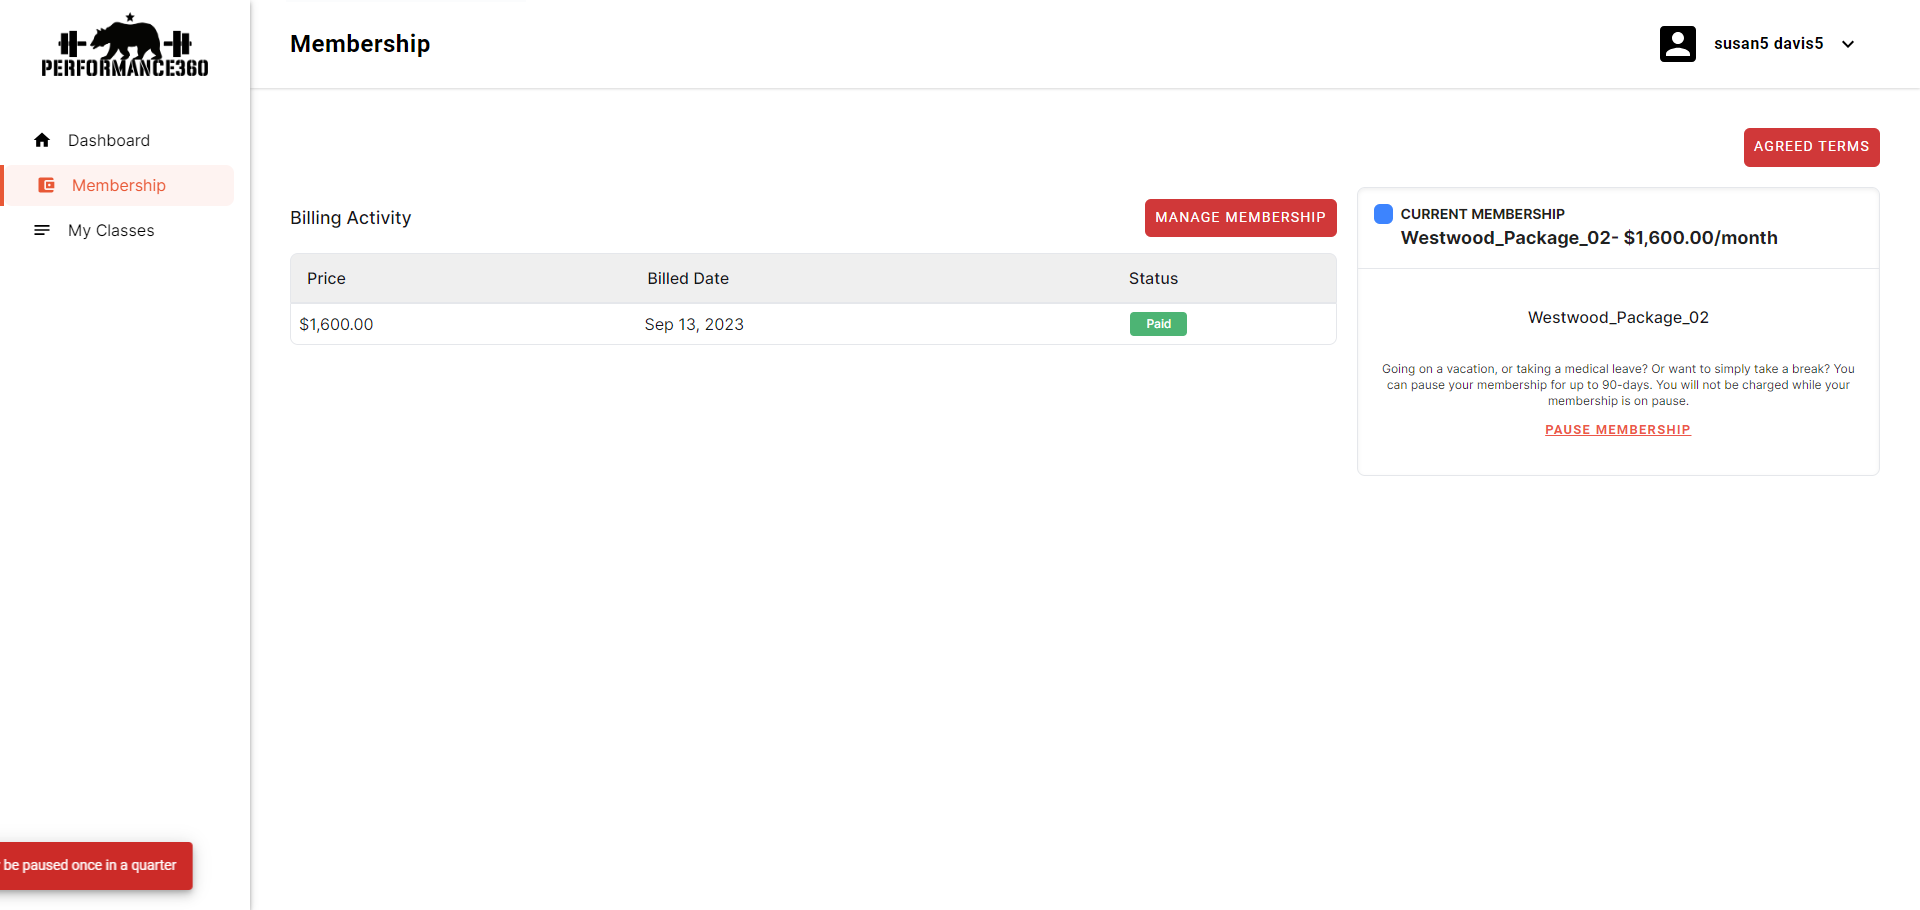 PERFORMANCE360
Membership
susan5 davis5
Dashboard
Membership
My Classes
AGREED TERMS
Billing Activity
MANAGE MEMBERSHIP
Price Billed Date Status
$1,600.00 Sep 13, 2023 Paid
CURRENT MEMBERSHIP
Westwood_Package_02- $1,600.00/month
Westwood_Package_02
Going on a vacation, or taking a medical leave? Or want to simply take a break? You
can pause your membership for up to 90-days. You will not be charged while your
membership is on pause.
PAUSE MEMBERSHIP
be paused once in a quarter